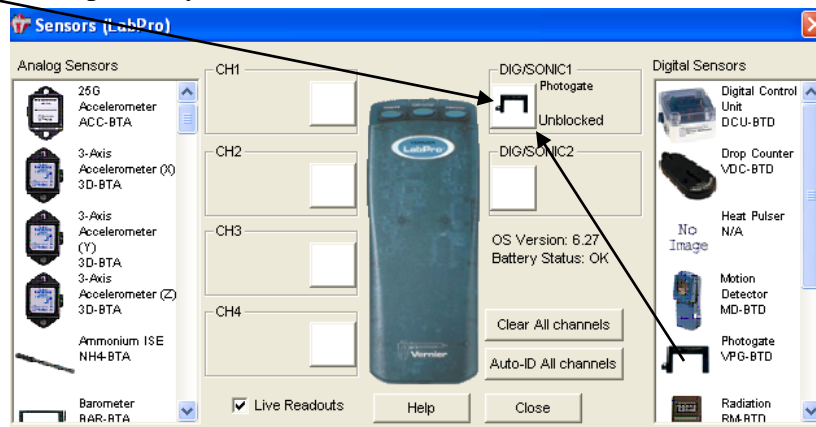 Sensors (LabPro)
Analog Sensors
25G
Accelerometer
ACC-BTA
3-Axis
Accelerometer (X)
3D-BTA
3-Axis
Accelerometer
(Y)
3D-BTA
3-Axis
Accelerometer (Z)
3D-BTA
Ammonium ISE
NH4-BTA
Barometer
BAR-BTA
CH1
CH2
CH3
CH4
LabPro
Vernier
DIG/SONIC1
Photogate
Unblocked
DIG/SONIC2
OS Version: 6.27
Battery Status: OK
Clear All channels
Auto-ID All channels
Live Readouts
Help
Close
Digital Sensors
Digital Control
Unit
DCU-BTD
Drop Counter
VDC-BTD
No
Image
Heat Pulser
N/A
Motion
Detector
MD-BTD
Photogate
VPG-BTD
Radiation
RM-BTD